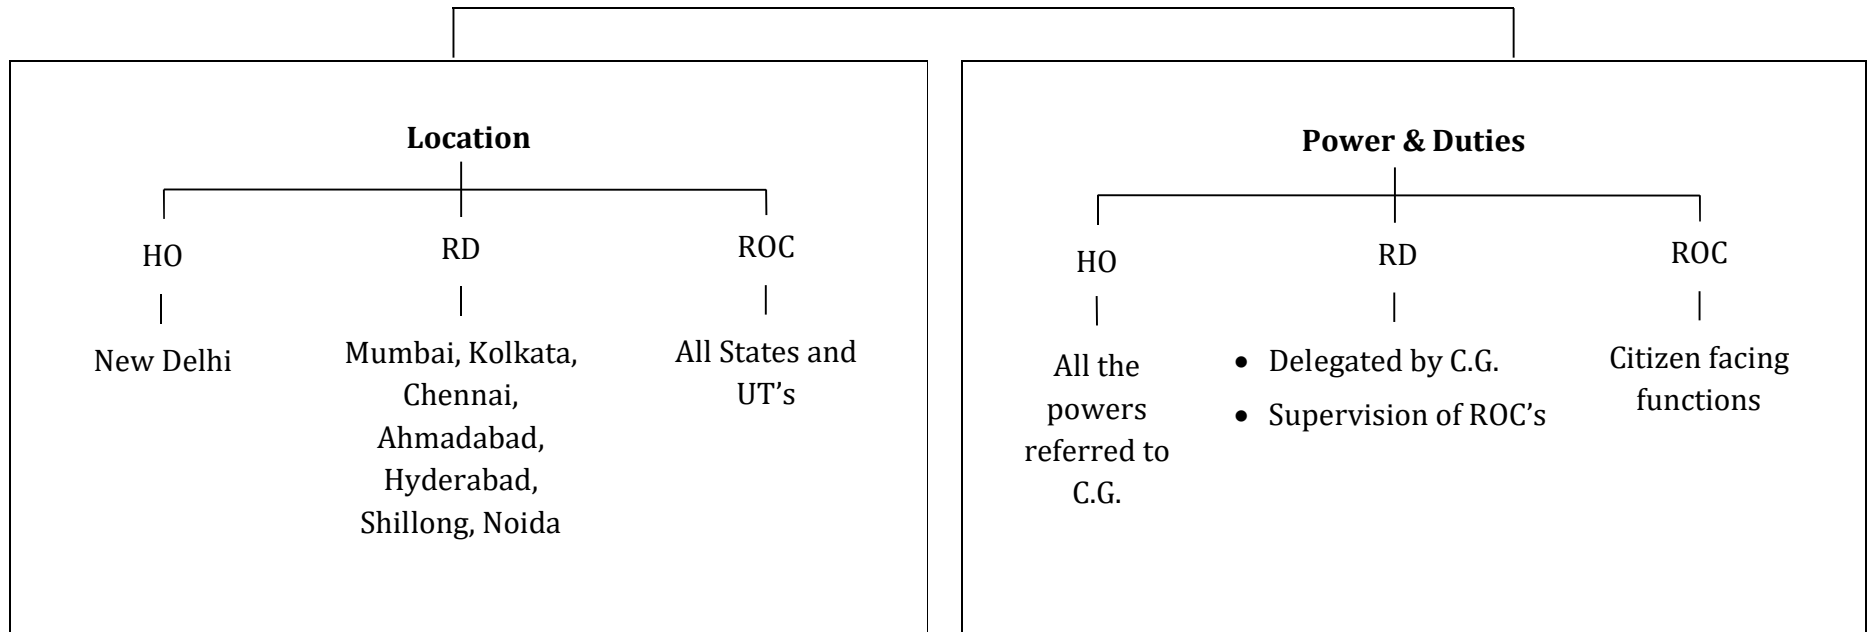 Location
HO
RD
ROC
New Delhi
Mumbai, Kolkata,
Chennai,
Ahmadabad,
Hyderabad,
Shillong, Noida
All States and
UT’s
Power & Duties
HO
RD
ROC
All the
powers
referred to
C.G.
• Delegated by C.G.
• Supervision of ROC’s
Citizen facing
functions